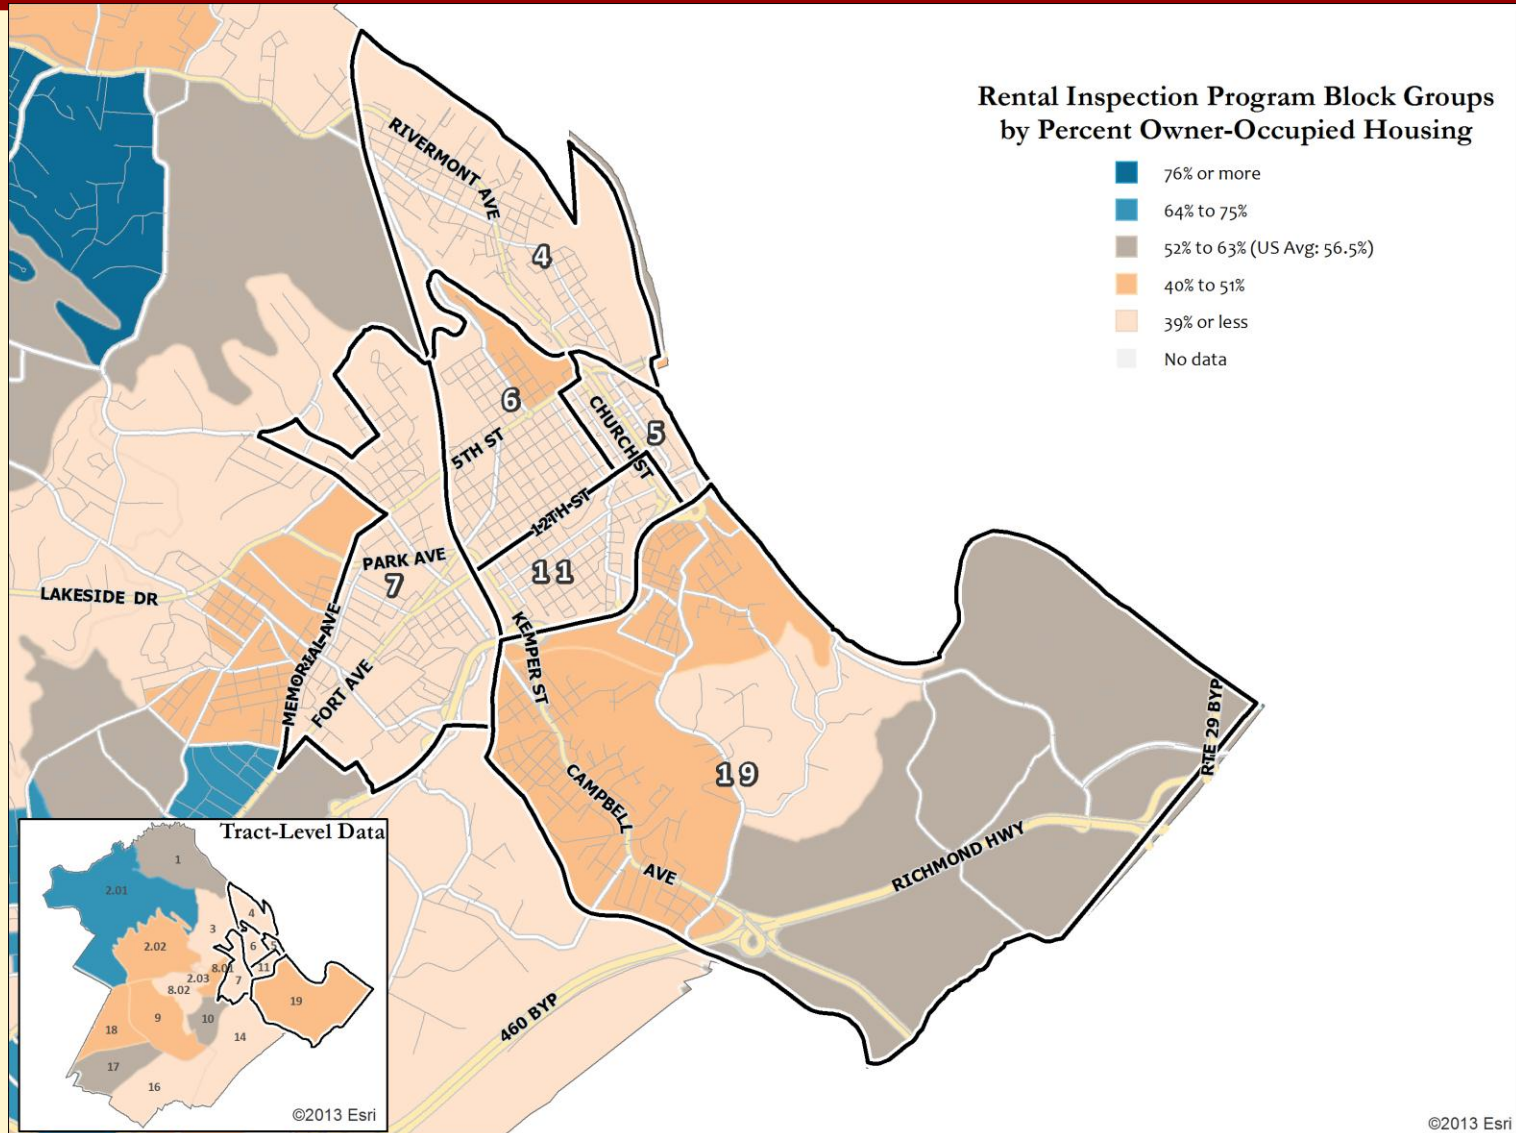 Rental Inspection Program Block Groups
by Percent Owner-Occupied Housing
76% or more
64% to 75%
52% to 63% (US Avg: 56.5%)
40% to 51%
39% or less
No data
RIVERMONT AVE
4
6
5TH ST
CHURCH ST
5
12TH ST
PARK AVE
7
11
LAKESIDE DR
MEMORIAL AVE
FORT AVE
KEMPER ST
19
CAMPBELL
AVE
RICHMOND HWY
RTE 29 BYP
460 BYP
Tract-Level Data
1
2.01
4
3
6
5
2.02
8.01
11
2.03
7
8.02
19
9
10
18
14
17
16
©2013 Esri
©2013 Esri